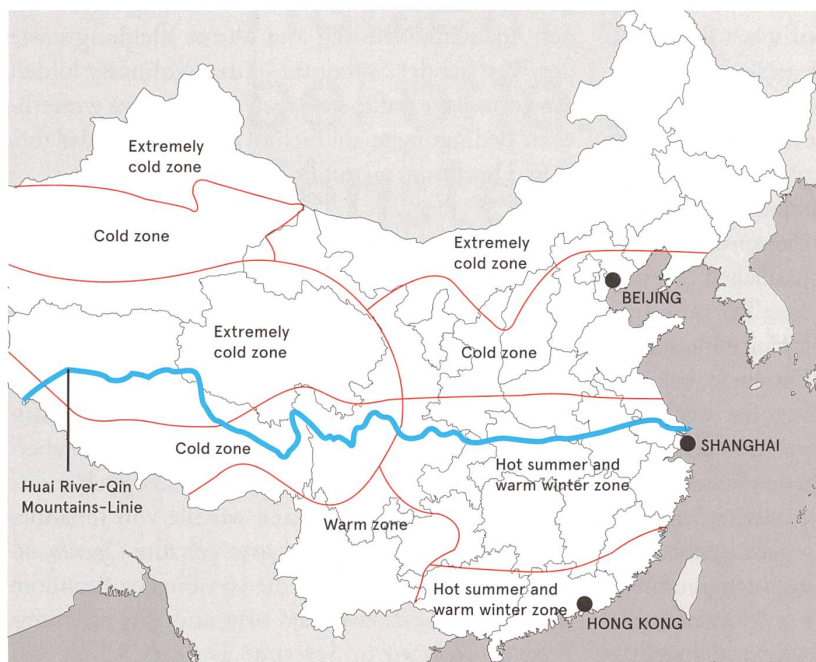 Extremely
cold zone
Cold zone
Extremely
cold zone
BEIJING
Extremely
cold zone
Cold zone
Cold zone
SHANGHAI
Hot summer and
warm winter zone
Huai River-Qin
Mountains-Linie
Warm zone
Hot summer and
warm winter zone
HONG KONG